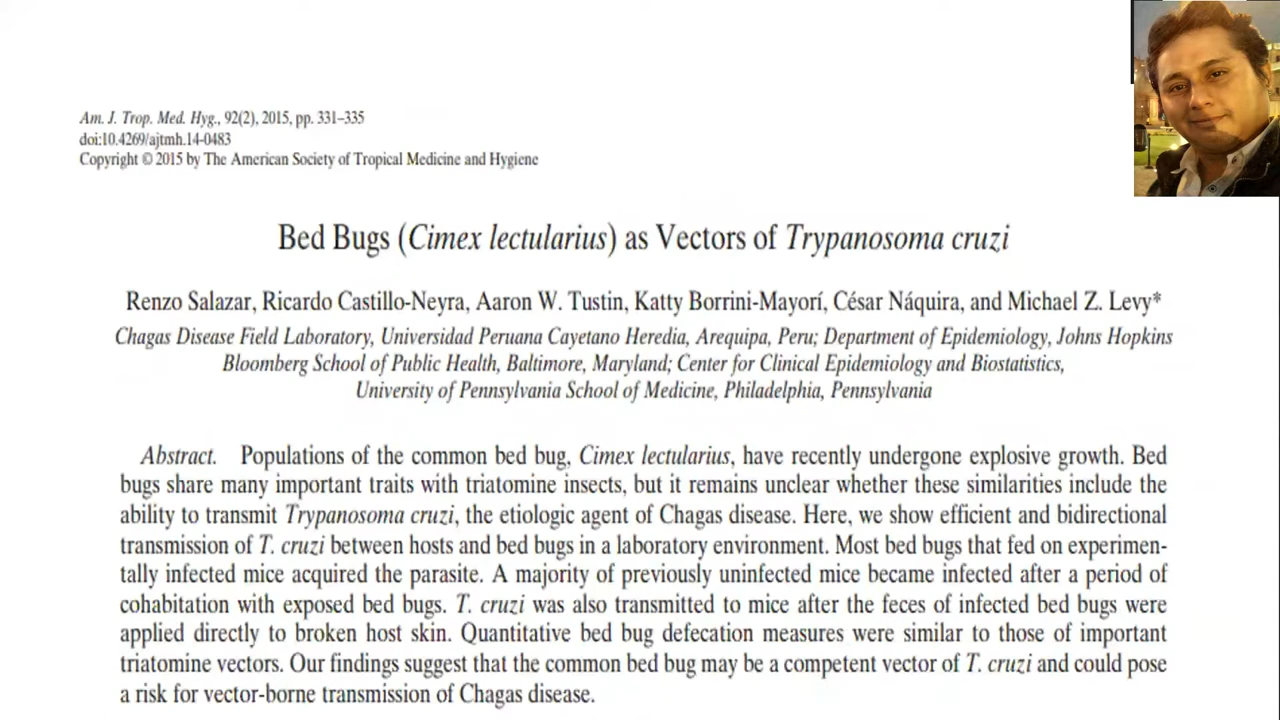 Am. J. Trop. Med. Hyg., 92(2), 2015, pp. 331–335
doi:10.4269/ajtmh.14-0483
Copyright © 2015 by The American Society of Tropical Medicine and Hygiene
Bed Bugs (Cimex lectularius) as Vectors of Trypanosoma cruzi
Renzo Salazar, Ricardo Castillo-Neyra, Aaron W. Tustin, Katty Borrini-Mayorí, César Náquira, and Michael Z. Levy*
Chagas Disease Field Laboratory, Universidad Peruana Cayetano Heredia, Arequipa, Peru; Department of Epidemiology, Johns Hopkins
Bloomberg School of Public Health, Baltimore, Maryland; Center for Clinical Epidemiology and Biostatistics,
University of Pennsylvania School of Medicine, Philadelphia, Pennsylvania
Abstract. Populations of the common bed bug, Cimex lectularius, have recently undergone explosive growth. Bed
bugs share many important traits with triatomine insects, but it remains unclear whether these similarities include the
ability to transmit Trypanosoma cruzi, the etiologic agent of Chagas disease. Here, we show efficient and bidirectional
transmission of T. cruzi between hosts and bed bugs in a laboratory environment. Most bed bugs that fed on experimen-
tally infected mice acquired the parasite. A majority of previously uninfected mice became infected after a period of
cohabitation with exposed bed bugs. T. cruzi was also transmitted to mice after the feces of infected bed bugs were
applied directly to broken host skin. Quantitative bed bug defecation measures were similar to those of important
triatomine vectors. Our findings suggest that the common bed bug may be a competent vector of T. cruzi and could pose
a risk for vector-borne transmission of Chagas disease.